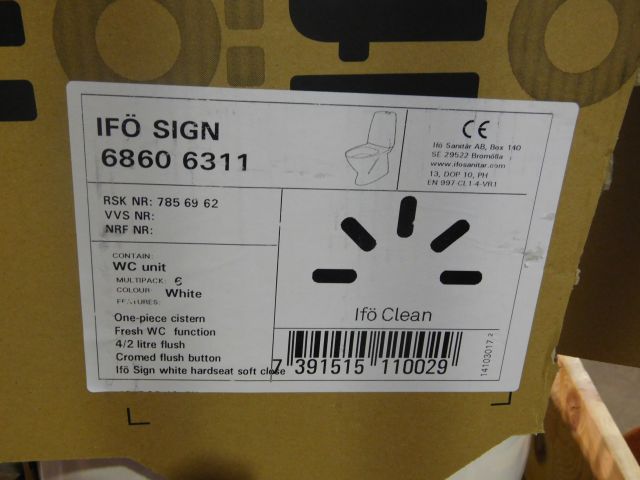 IFÖ SIGN
6860 6311
CE
Ifö Sanitär AB, Box 140
SE 29522 Bromölla
www.ifosanitar.com
13, DOP 10, PH
EN 997-CL1-4-VR1
RSK NR: 785 69 62
VVS NR:
NRF NR:
CONTAIN:
WC unit
MULTIPACK: 6
COLOUR: White
FEATURES:
One-piece cistern
Fresh WC function
4/2 litre flush
Cromed flush button
Ifö Sign white hardseat soft close
Ifö Clean
7 391515 110029
14103017.2